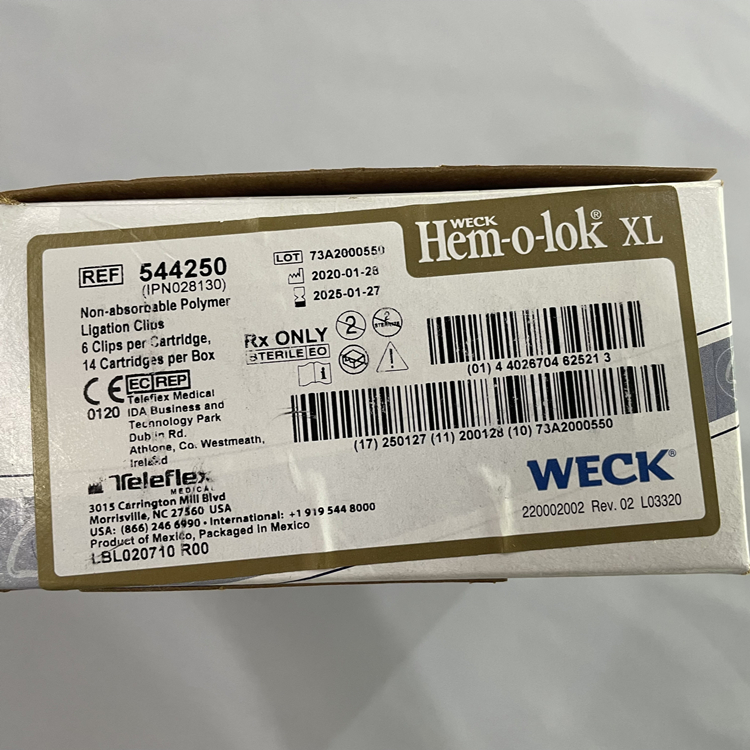 WECK
Hem-o-lok® XL
REF 544250
(IPN028130)
Non-absorbable Polymer
Ligation Clips
6 Clips per Cartridge,
14 Cartridges per Box
LOT 73A2000550
2020-01-28
2025-01-27
Rx ONLY
STERILE EO
2
2
STERILIZE
i
(01) 4 4026704 62521 3
(17) 250127 (11) 200128 (10) 73A2000550
CE
0120
EC REP
Teleflex Medical
IDA Business and
Technology Park
Dublin Rd.
Athlone, Co. Westmeath,
Ireland
Teleflex
MEDICAL
3015 Carrington Mill Blvd
Morrisville, NC 27560 USA
USA: (866) 246 6990 • International: +1 919 544 8000
Product of Mexico, Packaged in Mexico
LBL020710 R00
WECK®
220002002 Rev. 02 L03320